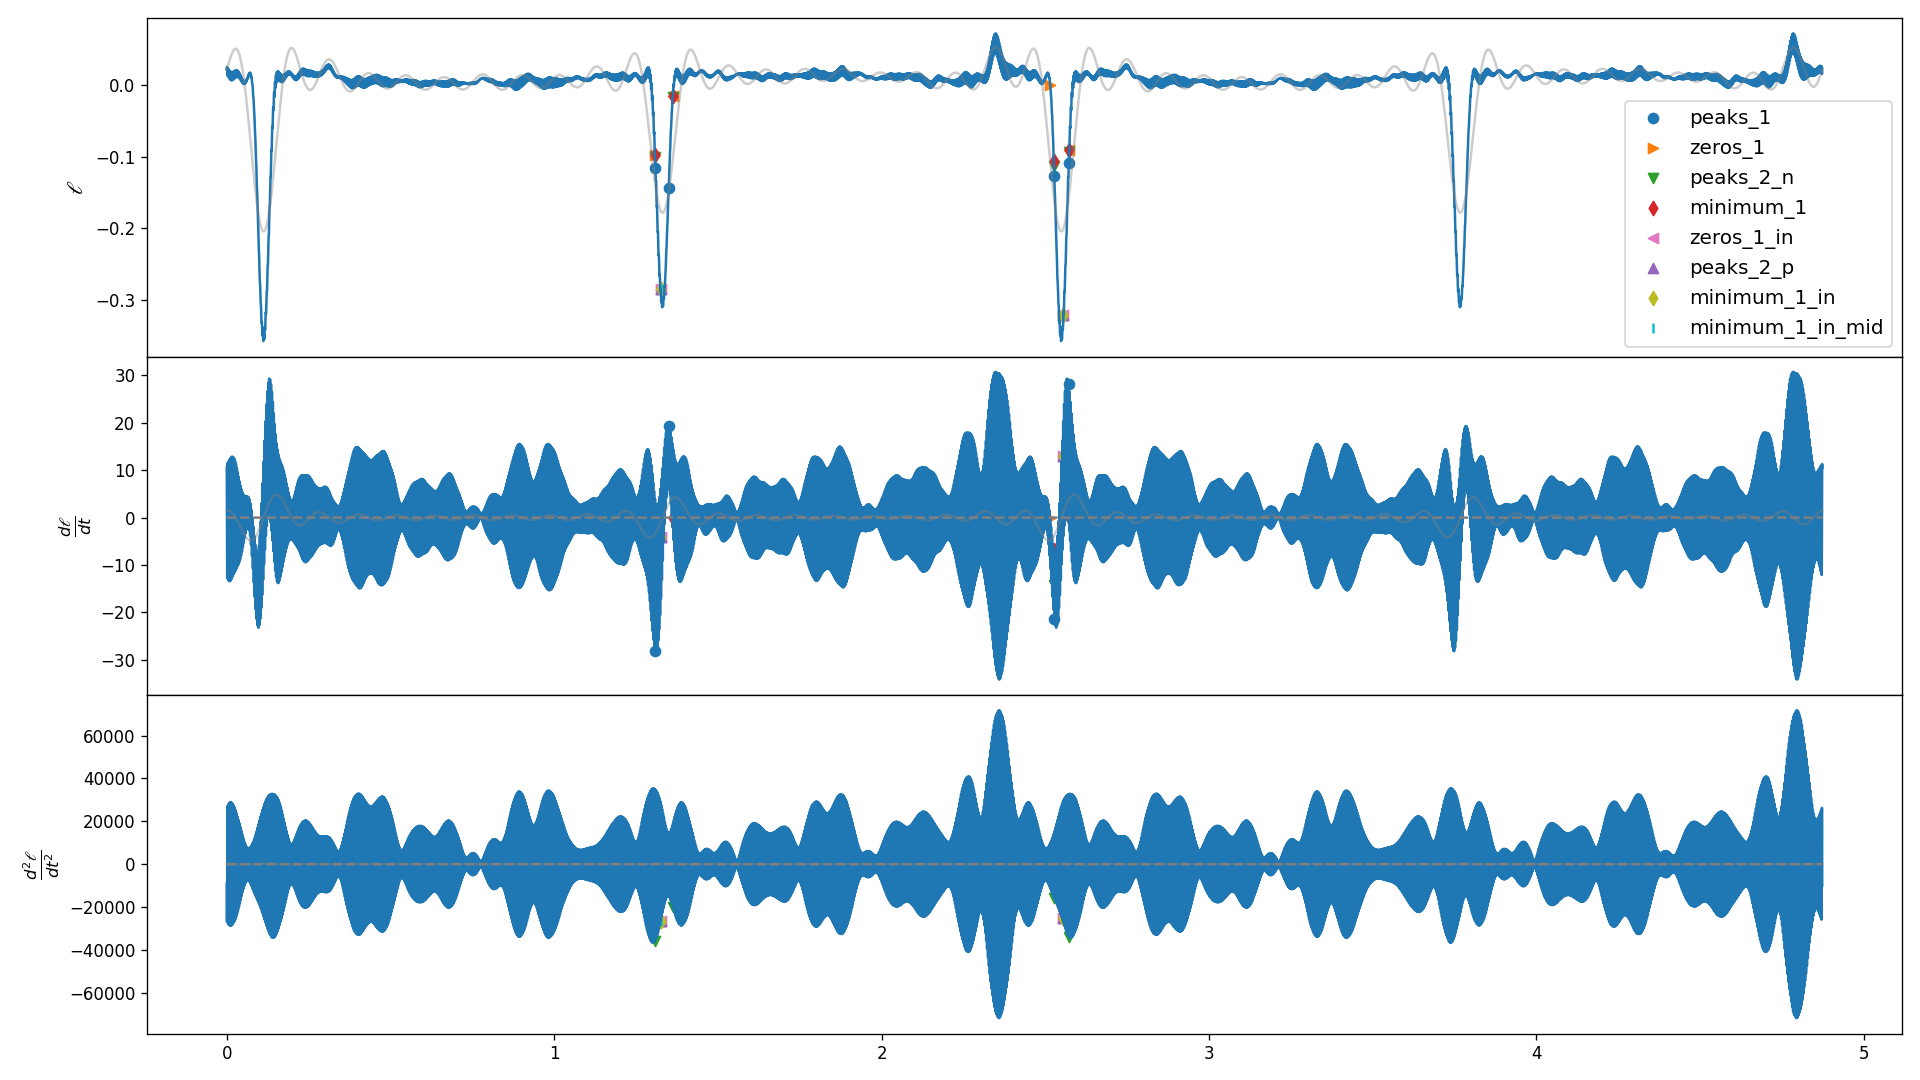 0.0
−0.1
−0.2
−0.3
ℓ
peaks_1
zeros_1
peaks_2_n
minimum_1
zeros_1_in
peaks_2_p
minimum_1_in
minimum_1_in_mid
30
20
10
0
−10
−20
−30
dℓ
dt
60000
40000
20000
0
−20000
−40000
−60000
d²ℓ
dt²
0 1 2 3 4 5